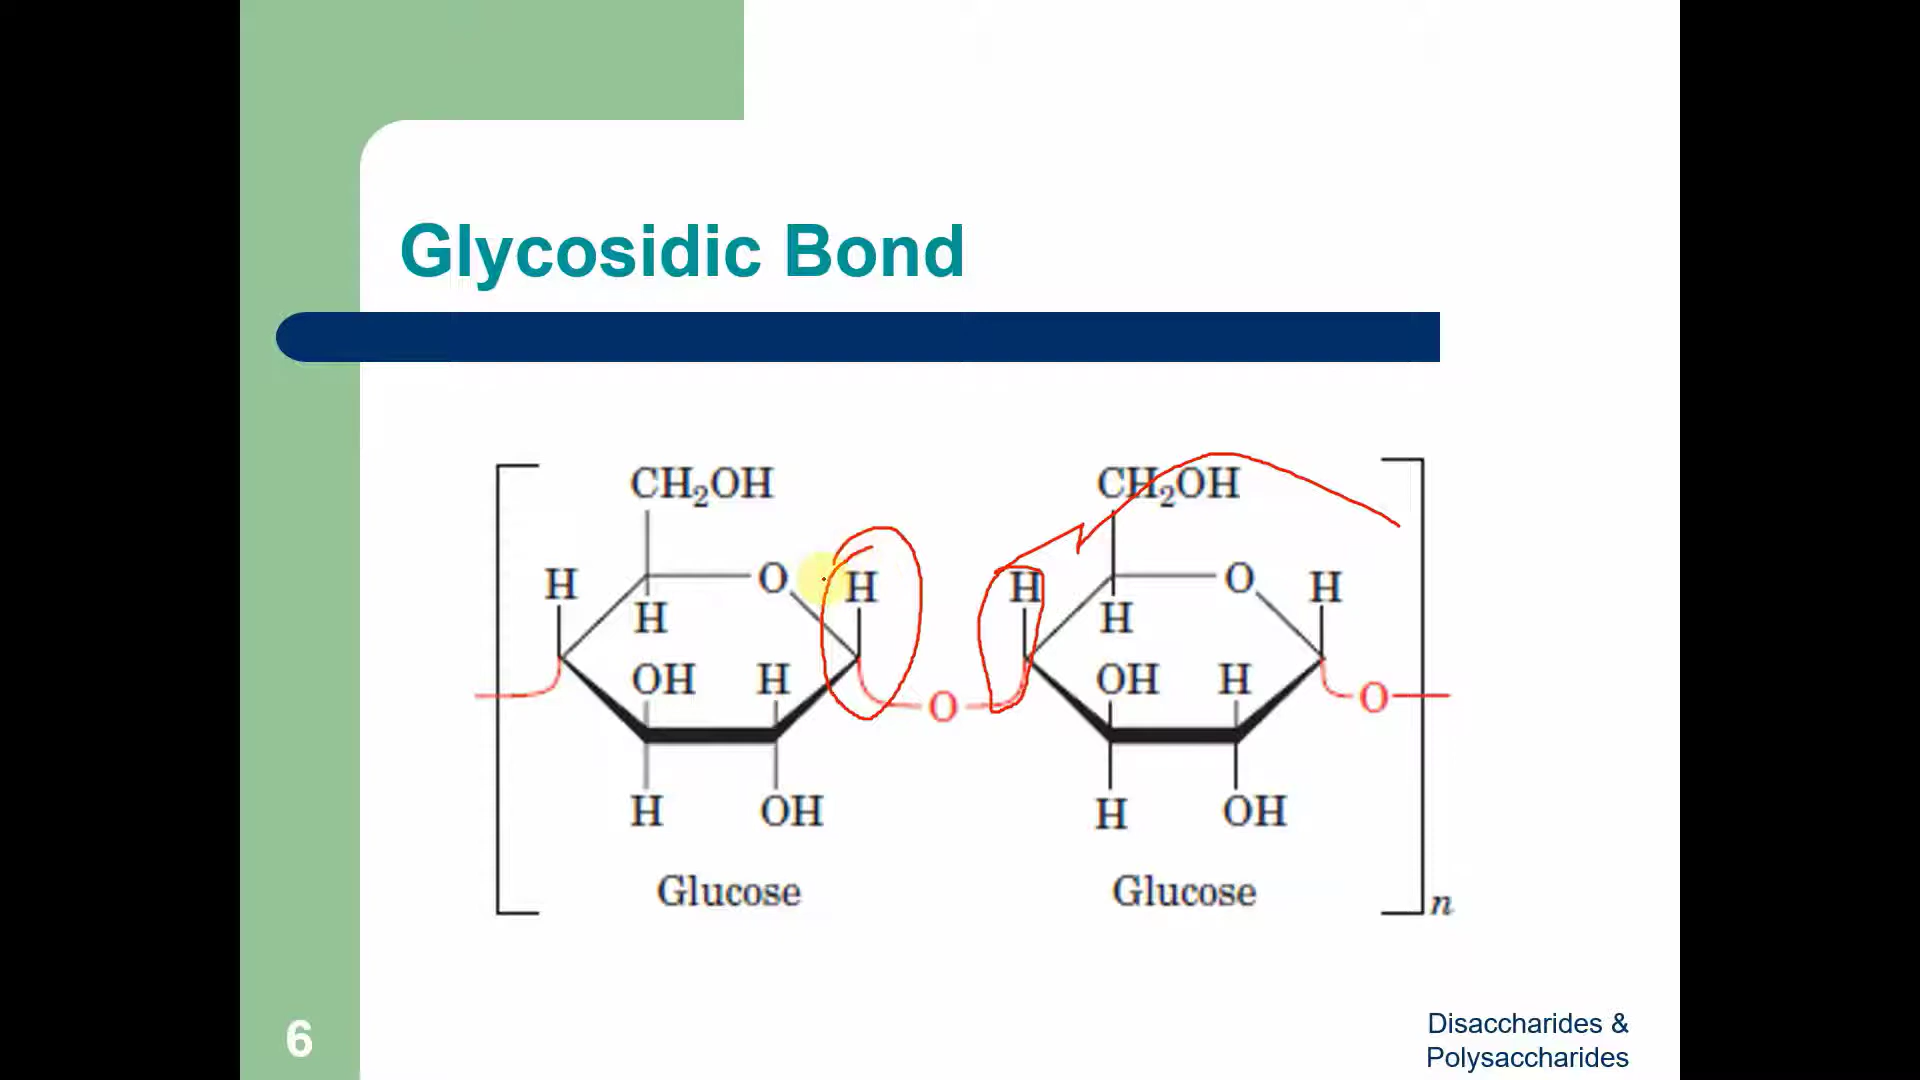 Glycosidic Bond
CH₂OH CH₂OH
H O H H O H
H H
OH H OH H
O O
H OH H OH
Glucose Glucose
n
6
Disaccharides &
Polysaccharides